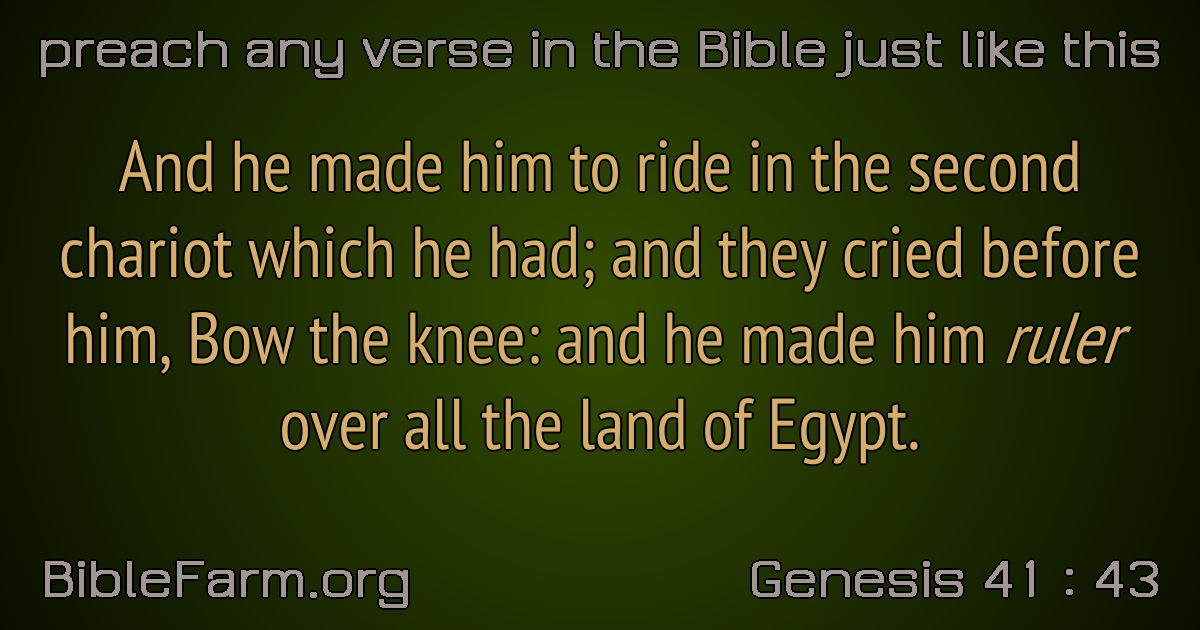 preach any verse in the Bible just like this
And he made him to ride in the second
chariot which he had; and they cried before
him, Bow the knee: and he made him ruler
over all the land of Egypt.
BibleFarm.org
Genesis 41 : 43